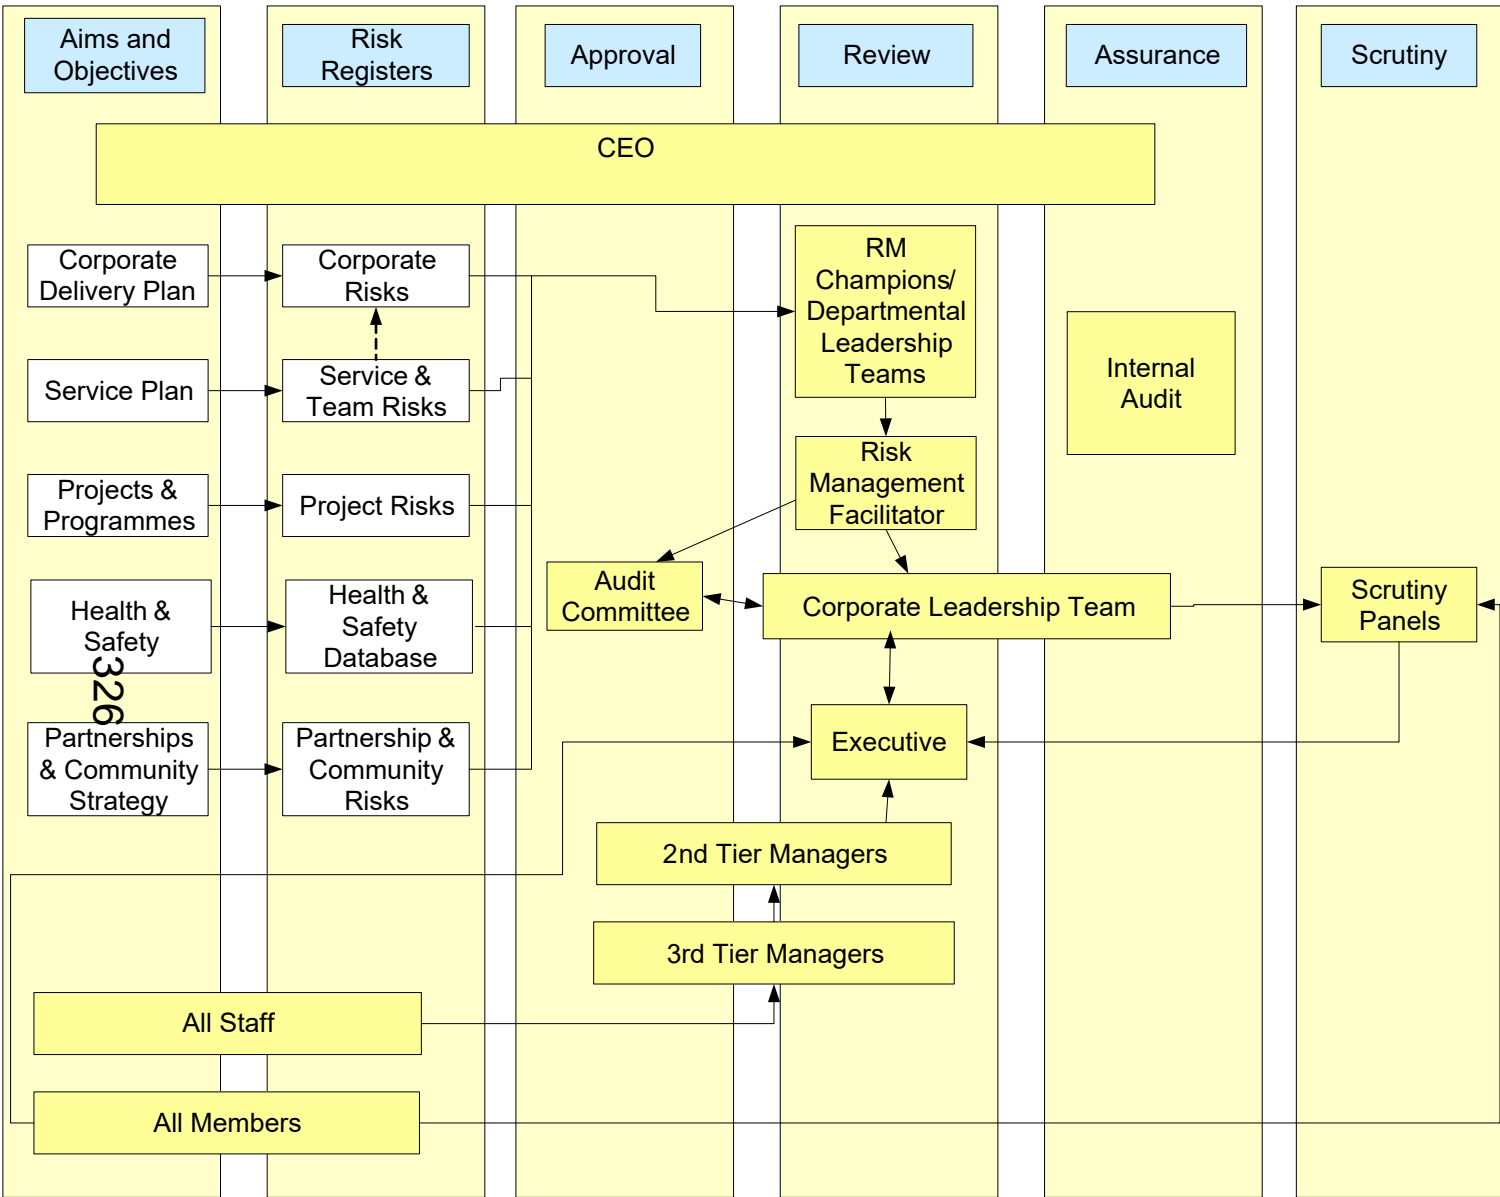 Aims and
Objectives
Risk
Registers
Approval
Review
Assurance
Scrutiny
CEO
Corporate
Delivery Plan
Corporate
Risks
RM
Champions/
Departmental
Leadership
Teams
Internal
Audit
Service Plan
Service &
Team Risks
Risk
Management
Facilitator
Projects &
Programmes
Project Risks
Audit
Committee
Corporate Leadership Team
Scrutiny
Panels
Health &
Safety
Health &
Safety
Database
326
Partnerships
& Community
Strategy
Partnership &
Community
Risks
Executive
2nd Tier Managers
3rd Tier Managers
All Staff
All Members